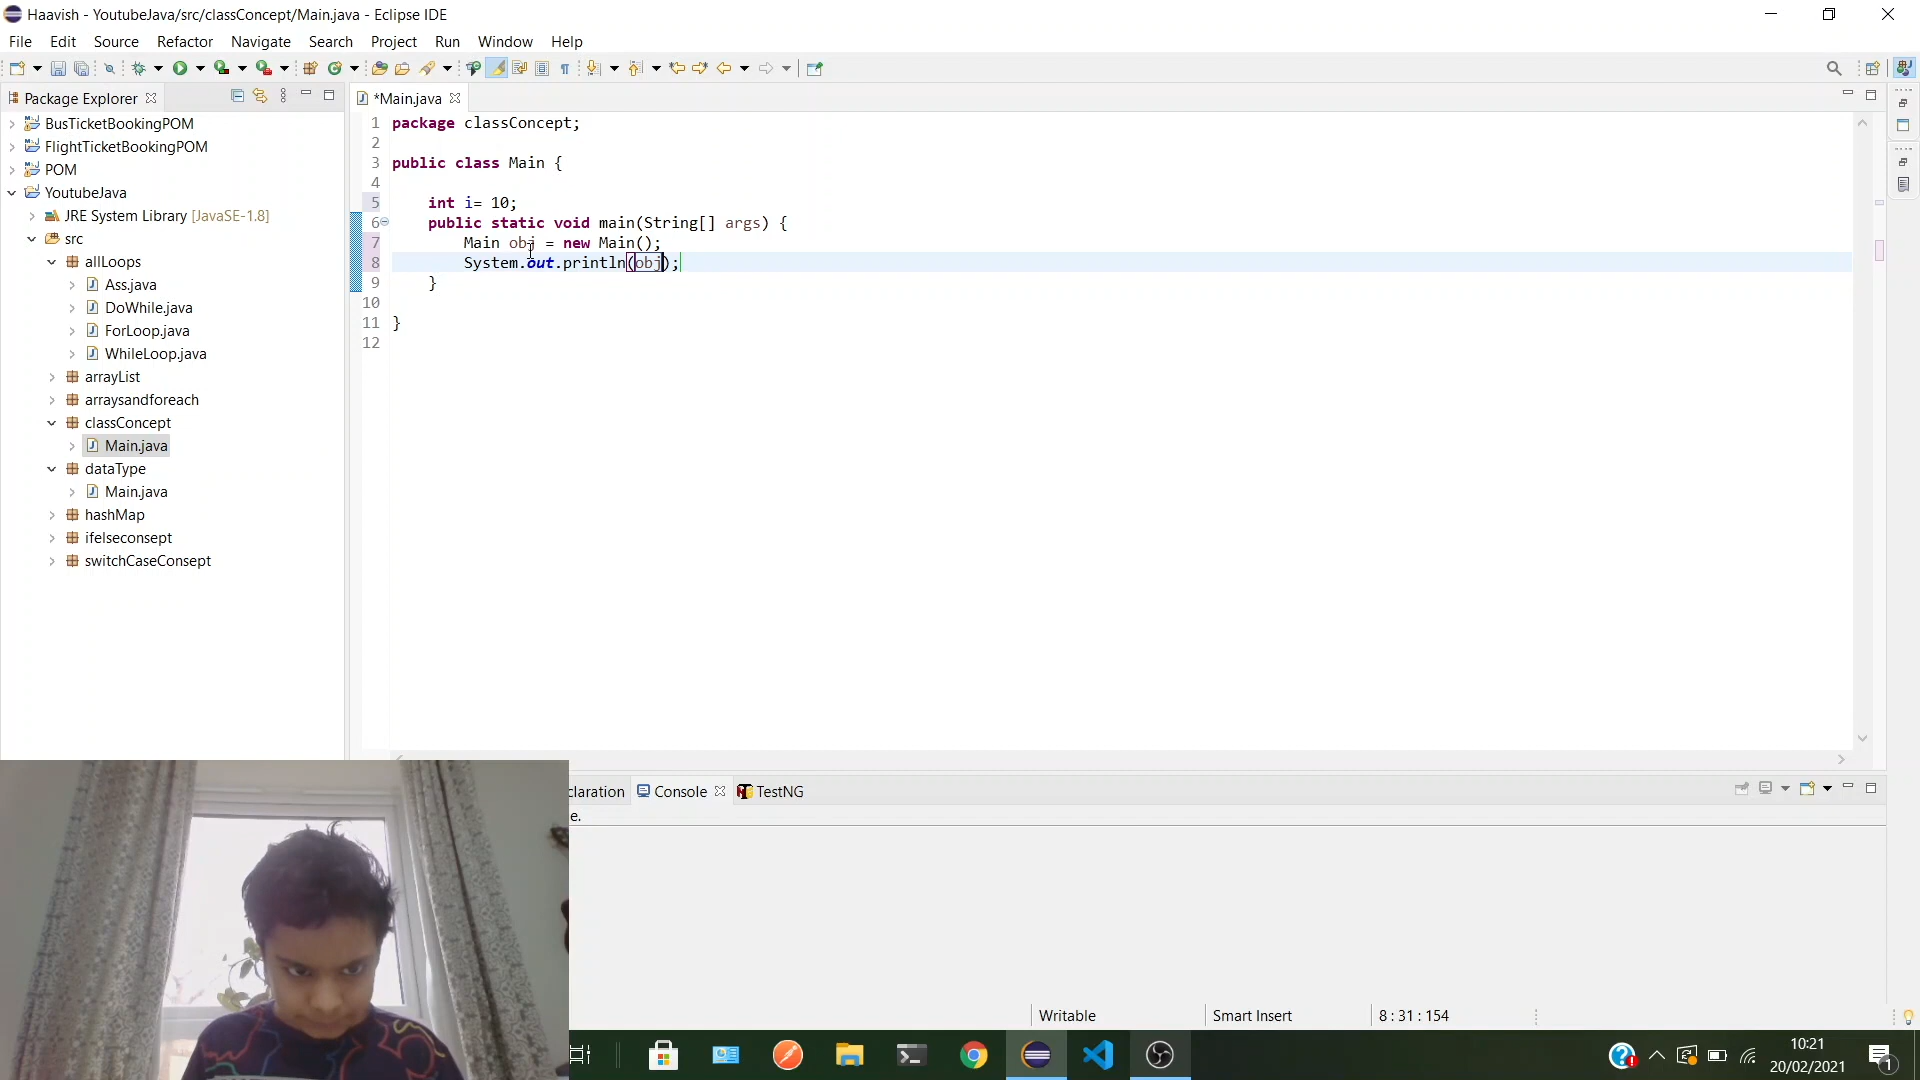 Haavish - YoutubeJava/src/classConcept/Main.java - Eclipse IDE
File Edit Source Refactor Navigate Search Project Run Window Help
Package Explorer
*Main.java
BusTicketBookingPOM
FlightTicketBookingPOM
POM
YoutubeJava
JRE System Library [JavaSE-1.8]
src
allLoops
Ass.java
DoWhile.java
ForLoop.java
WhileLoop.java
arrayList
arraysandforeach
classConcept
Main.java
dataType
Main.java
hashMap
ifelseconsept
switchCaseConsept
1 package classConcept;
2
3 public class Main {
4
5 int i= 10;
6 public static void main(String[] args) {
7 Main obj = new Main();
8 System.out.println(obj);
9 }
10
11 }
12
claration Console TestNG
e.
Writable Smart Insert 8 : 31 : 154
10:21
20/02/2021
1